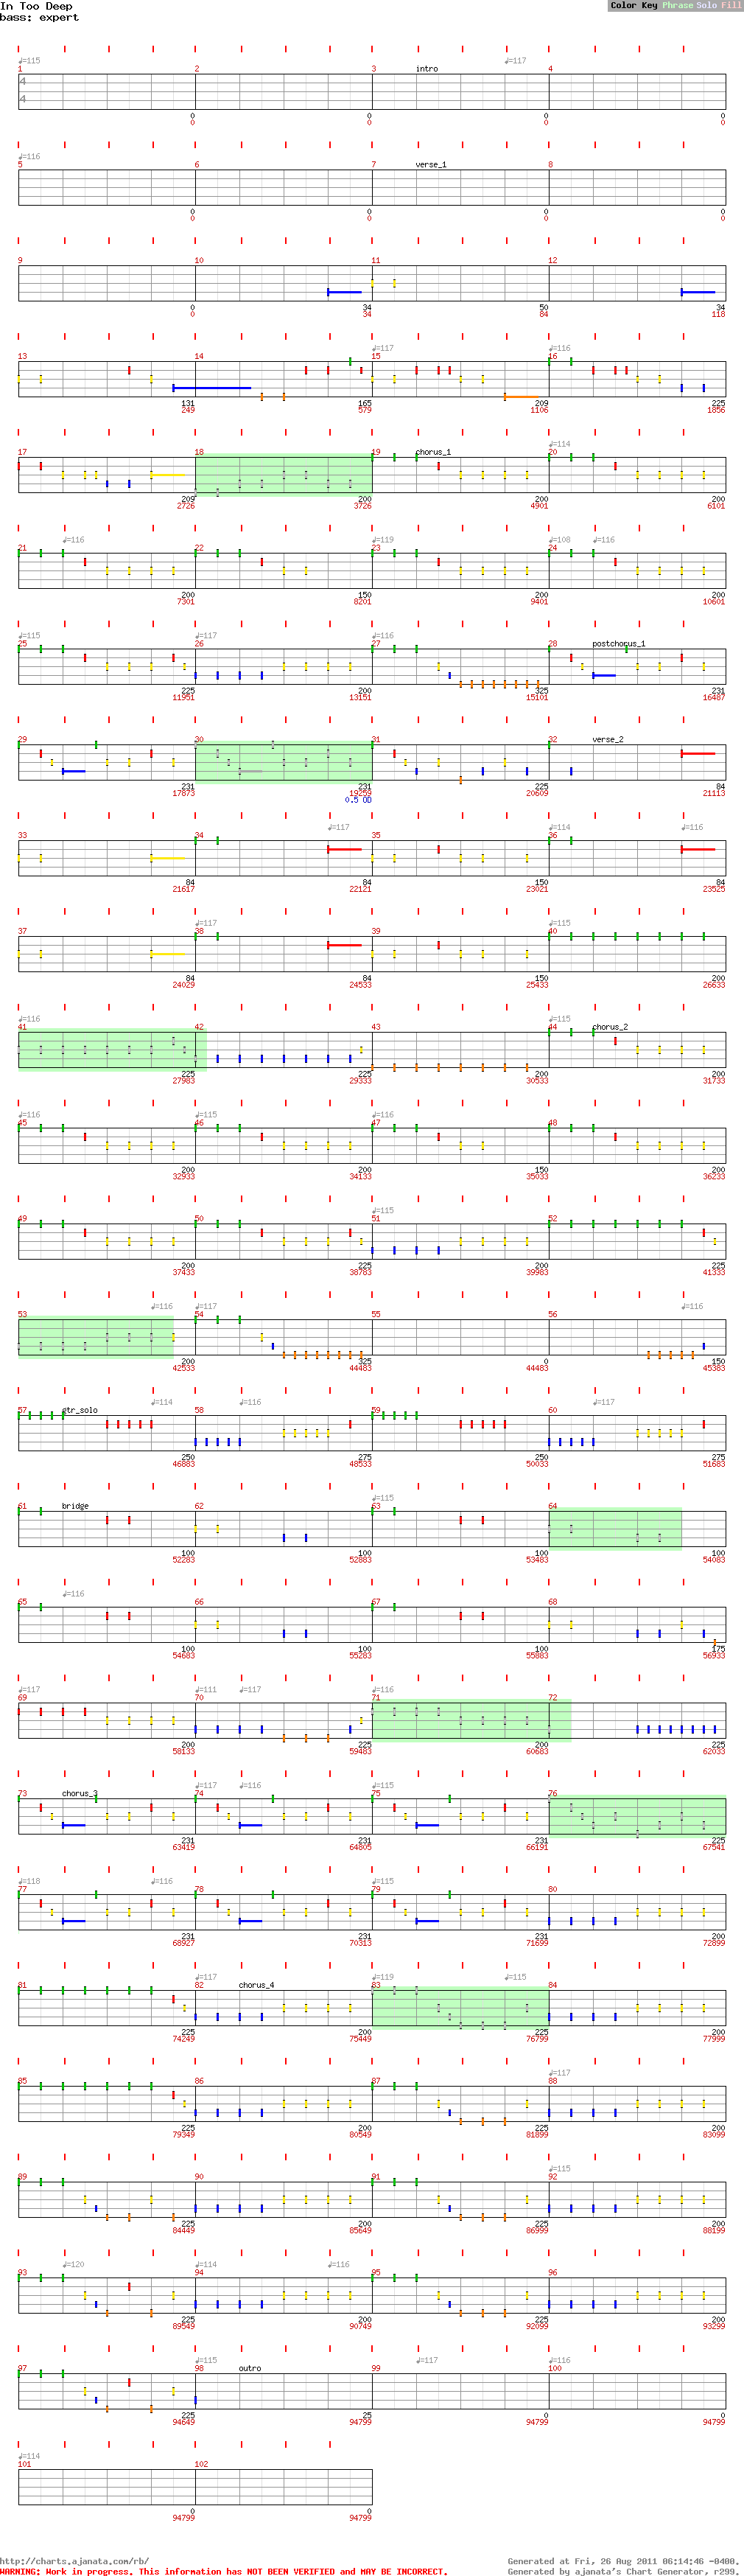 In Too Deep
bass: expert
Color Key Phrase Solo Fill
♩=115 ♩=117
1 2 3 intro 4
4
4
0 0 0 0
0 0 0 0
♩=116
5 6 7 verse_1 8
0 0 0 0
0 0 0 0
9 10 11 12
0 34 50 34
0 34 84 118
♩=117 ♩=116
13 14 15 16
131 165 209 225
249 579 1106 1856
♩=114
17 18 19 chorus_1 20
209 200 200 200
2726 3726 4901 6101
♩=116 ♩=119 ♩=108 ♩=116
21 22 23 24
200 150 200 200
7301 8201 9401 10601
♩=115 ♩=117 ♩=116
25 26 27 28 postchorus_1
225 200 325 231
11951 13151 15101 16487
29 30 31 32 verse_2
231 231 225 84
17873 19259 20609 21113
0.5 OD
♩=117 ♩=114 ♩=116
33 34 35 36
84 84 150 84
21617 22121 23021 23525
♩=117 ♩=115
37 38 39 40
84 84 150 200
24029 24533 25433 26633
♩=116 ♩=115
41 42 43 44 chorus_2
225 225 200 200
27983 29333 30533 31733
♩=116 ♩=115 ♩=116
45 46 47 48
200 200 150 200
32933 34133 35033 36233
♩=115
49 50 51 52
200 225 200 225
37433 38783 39983 41333
♩=116 ♩=117 ♩=116
53 54 55 56
200 325 0 150
42533 44483 44483 45383
♩=114 ♩=116 ♩=117
57 gtr_solo 58 59 60
250 275 250 275
46883 48533 50033 51683
♩=115
61 bridge 62 63 64
100 100 100 100
52283 52883 53483 54083
♩=116
65 66 67 68
100 100 100 175
54683 55283 55883 56933
♩=117 ♩=111 ♩=117 ♩=116
69 70 71 72
200 225 200 225
58133 59483 60683 62033
♩=117 ♩=116 ♩=115
73 chorus_3 74 75 76
231 231 231 225
63419 64805 66191 67541
♩=118 ♩=116 ♩=115
77 78 79 80
231 231 231 200
68927 70313 71699 72899
♩=117 ♩=119 ♩=115
81 82 chorus_4 83 84
225 200 225 200
74249 75449 76799 77999
♩=117
85 86 87 88
225 200 225 200
79349 80549 81899 83099
♩=115
89 90 91 92
225 200 225 200
84449 85649 86999 88199
♩=120 ♩=114 ♩=116
93 94 95 96
225 200 225 200
89549 90749 92099 93299
♩=115 ♩=117 ♩=116
97 98 outro 99 100
225 25 0 0
94649 94799 94799 94799
♩=114
101 102
0 0
94799 94799
http://charts.ajanata.com/rb/ Generated at Fri, 26 Aug 2011 06:14:46 -0400.
WARNING: Work in progress. This information has NOT BEEN VERIFIED and MAY BE INCORRECT. Generated by ajanata's Chart Generator, r299.